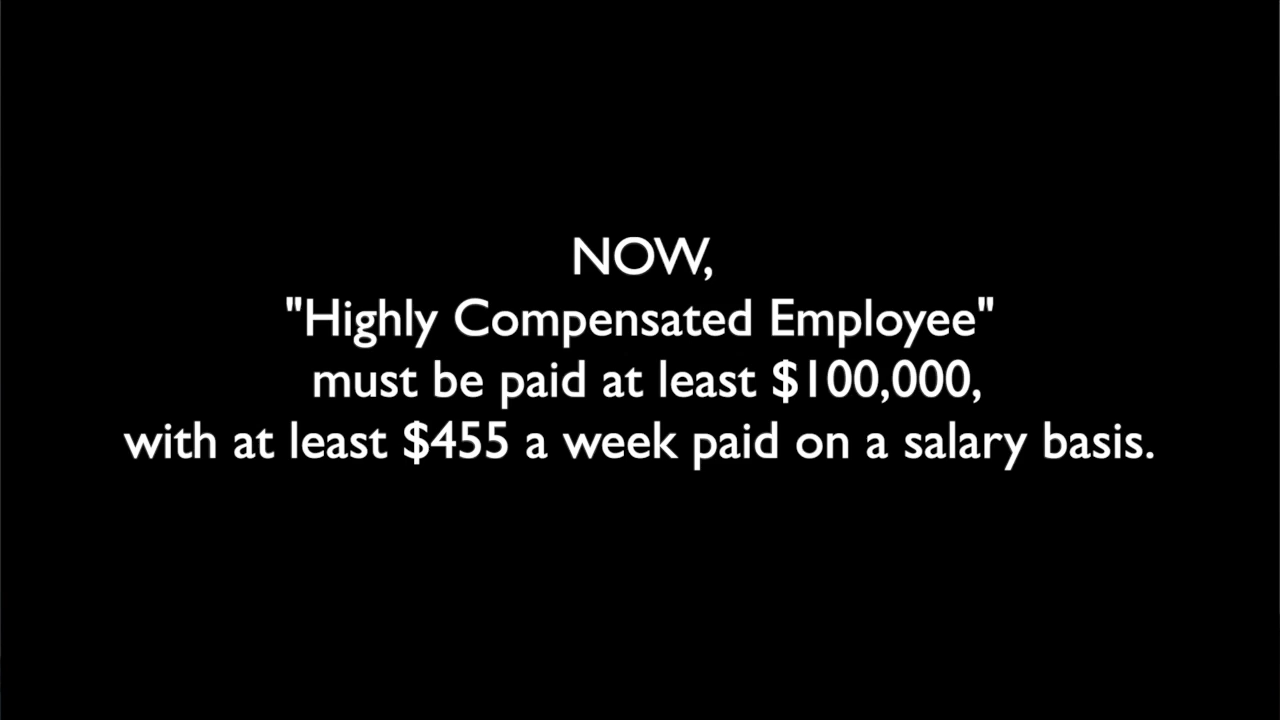 NOW,
"Highly Compensated Employee"
must be paid at least $100,000,
with at least $455 a week paid on a salary basis.